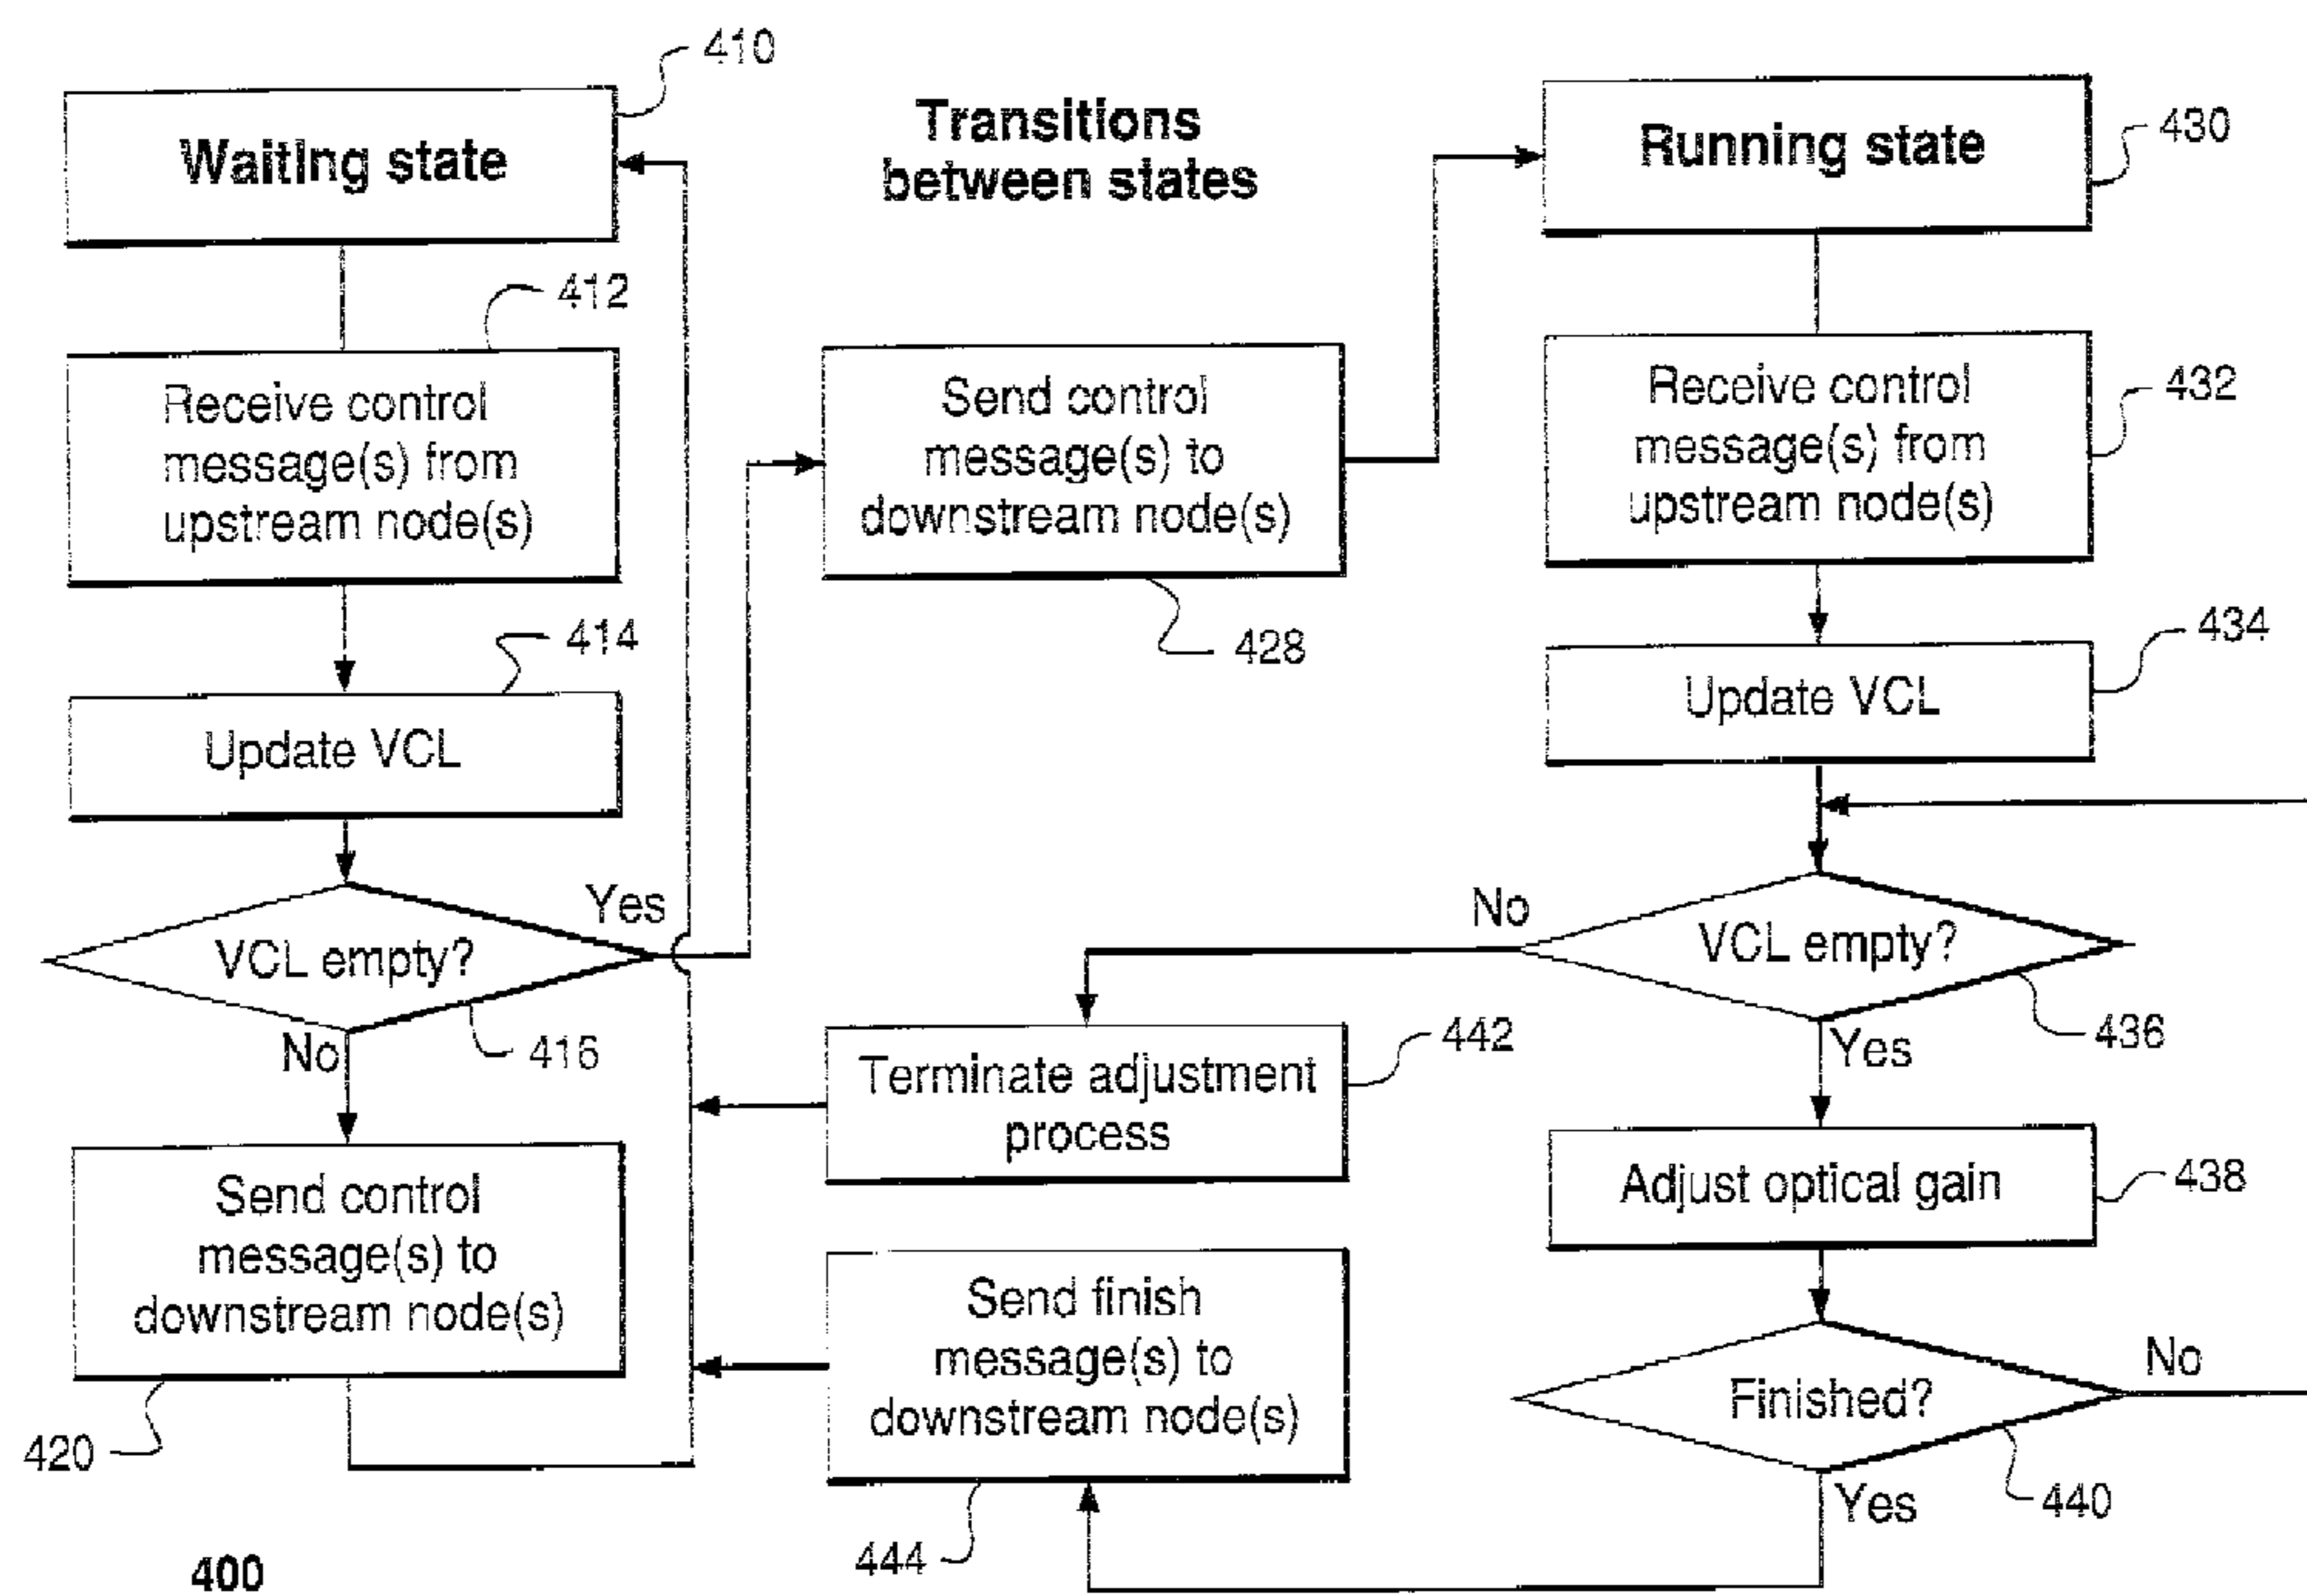 410
Waiting state
Transitions
between states
Running state
430
412
Receive control
message(s) from
upstream node(s)
Send control
message(s) to
downstream node(s)
428
Receive control
message(s) from
upstream node(s)
432
414
Update VCL
434
Update VCL
VCL empty?
Yes
No
416
No
VCL empty?
Yes
436
442
Terminate adjustment
process
Adjust optical gain
438
Send control
message(s) to
downstream node(s)
420
Send finish
message(s) to
downstream node(s)
444
Finished?
No
Yes
440
400